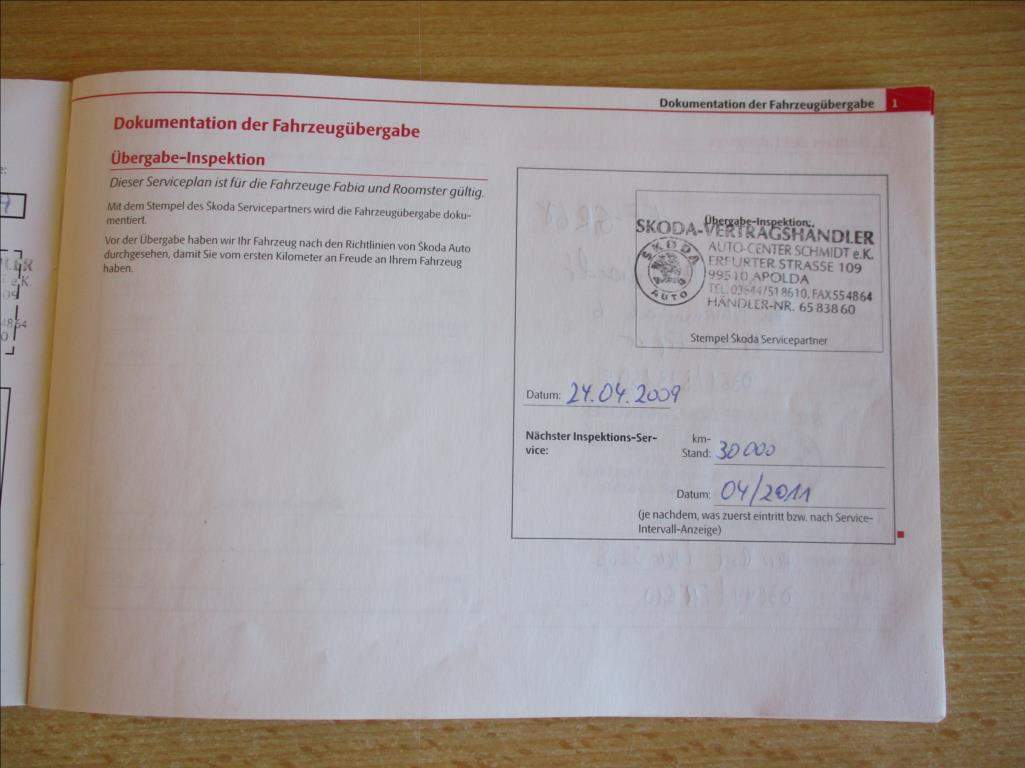 Dokumentation der Fahrzeugübergabe 1
Dokumentation der Fahrzeugübergabe
Übergabe-Inspektion
Dieser Serviceplan ist für die Fahrzeuge Fabia und Roomster gültig.
Mit dem Stempel des Skoda Servicepartners wird die Fahrzeugübergabe doku-
mentiert.
Vor der Übergabe haben wir Ihr Fahrzeug nach den Richtlinien von Škoda Auto
durchgesehen, damit Sie vom ersten Kilometer an Freude an Ihrem Fahrzeug
haben.
Übergabe-Inspektion:
SKODA-VERTRAGSHÄNDLER
AUTO-CENTER SCHMIDT e.K.
ERFURTER STRASSE 109
99510 APOLDA
TEL. 03644/518610, FAX 554864
HÄNDLER-NR. 65 838 60
SKODA
AUTO
Stempel Škoda Servicepartner
Datum: 24.04.2009
Nächster Inspektions-Ser-
vice:
km-
Stand: 30 000
Datum: 04/2011
(je nachdem, was zuerst eintritt bzw. nach Service-
Intervall-Anzeige)